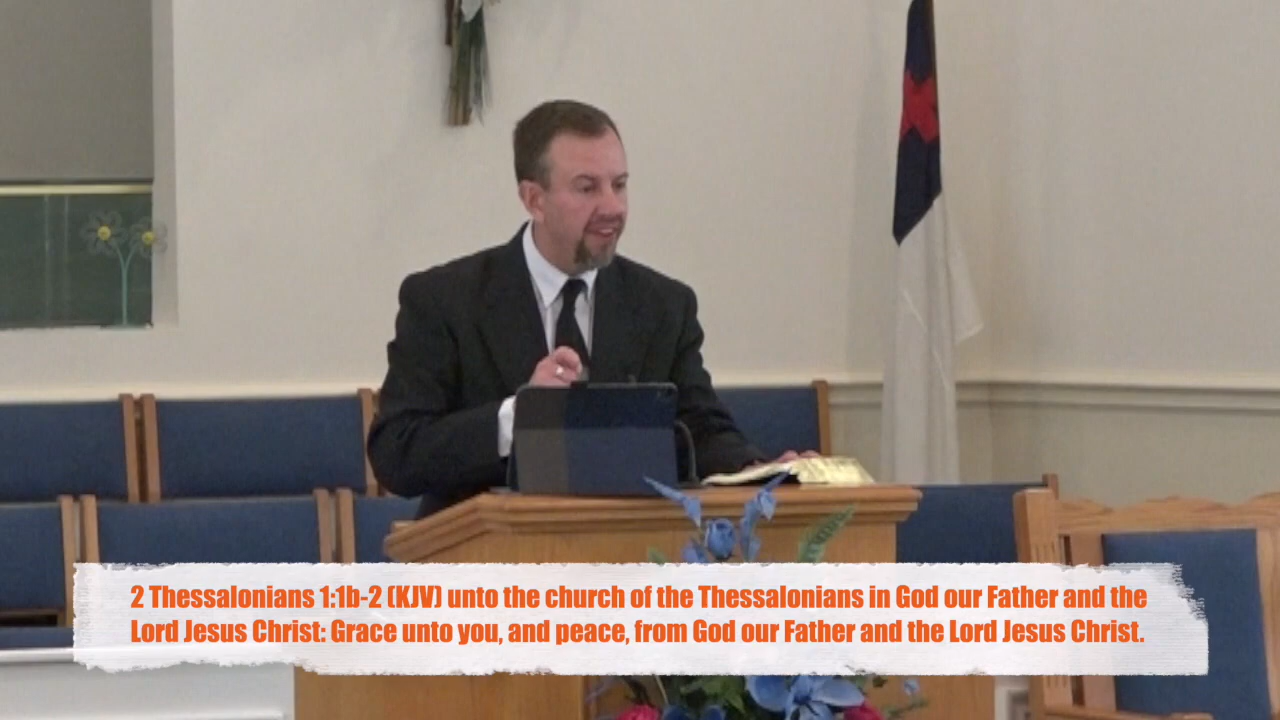 2 Thessalonians 1:1b-2 (KJV) unto the church of the Thessalonians in God our Father and the
Lord Jesus Christ: Grace unto you, and peace, from God our Father and the Lord Jesus Christ.